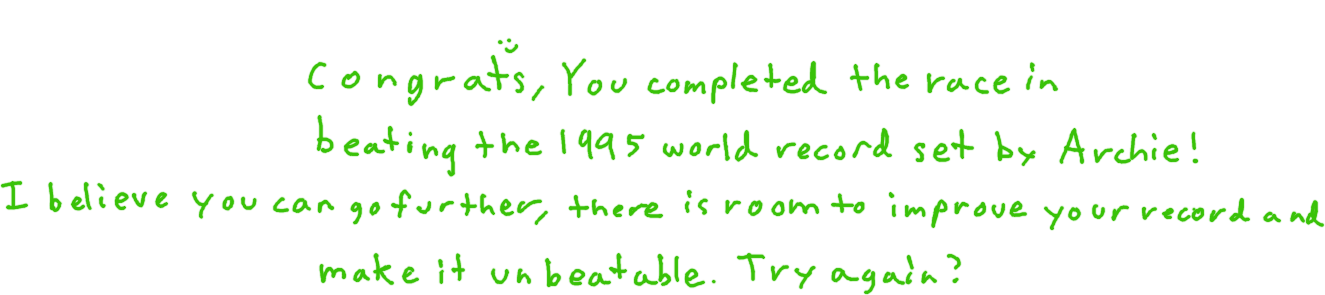 Congrats, You completed the race in
beating the 1995 world record set by Archie!
I believe you can go further, there is room to improve your record and
make it unbeatable. Try again?